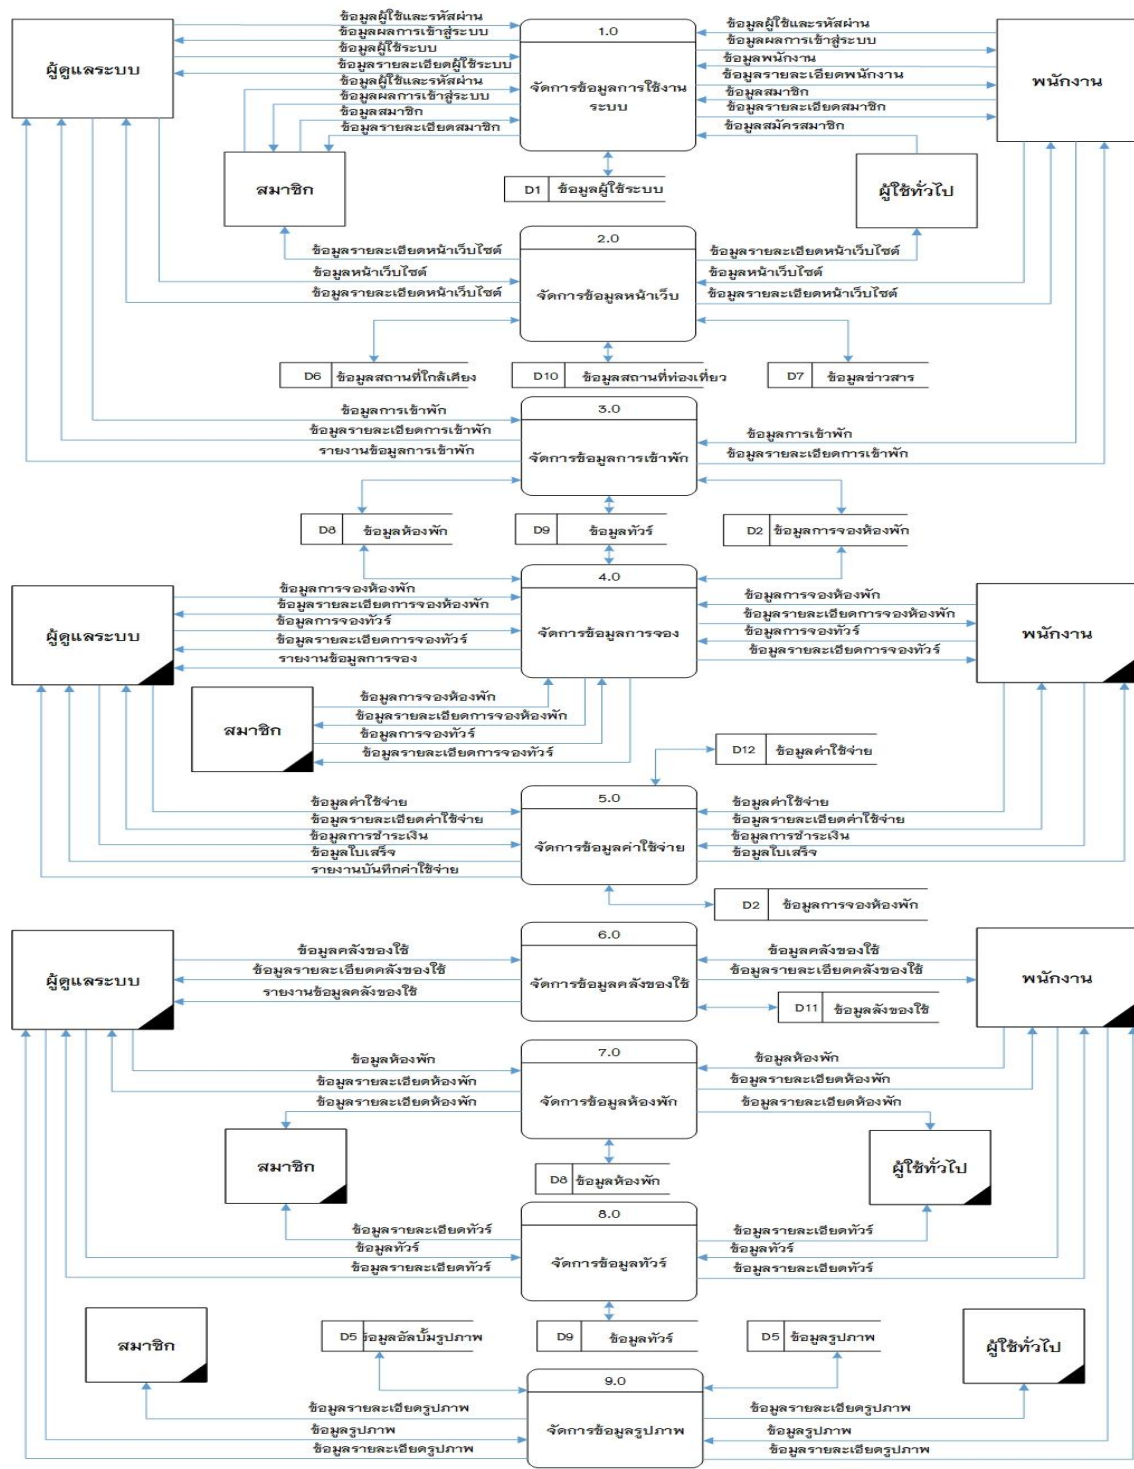 ผู้ดูแลระบบ
ข้อมูลผู้ใช้และรหัสผ่าน
ข้อมูลผลการเข้าสู่ระบบ
ข้อมูลผู้ใช้ระบบ
ข้อมูลรายละเอียดผู้ใช้ระบบ
ข้อมูลผู้ใช้และรหัสผ่าน
ข้อมูลผลการเข้าสู่ระบบ
ข้อมูลสมาชิก
ข้อมูลรายละเอียดสมาชิก
1.0
จัดการข้อมูลการใช้งาน
ระบบ
ข้อมูลผู้ใช้และรหัสผ่าน
ข้อมูลผลการเข้าสู่ระบบ
ข้อมูลพนักงาน
ข้อมูลรายละเอียดพนักงาน
ข้อมูลสมาชิก
ข้อมูลรายละเอียดสมาชิก
ข้อมูลสมัครสมาชิก
พนักงาน
สมาชิก
D1 ข้อมูลผู้ใช้ระบบ
ผู้ใช้ทั่วไป
ข้อมูลรายละเอียดหน้าเว็บไซต์
ข้อมูลหน้าเว็บไซต์
ข้อมูลรายละเอียดหน้าเว็บไซต์
2.0
จัดการข้อมูลหน้าเว็บ
ข้อมูลรายละเอียดหน้าเว็บไซต์
ข้อมูลหน้าเว็บไซต์
ข้อมูลรายละเอียดหน้าเว็บไซต์
D6 ข้อมูลสถานที่ใกล้เคียง
D10 ข้อมูลสถานที่ท่องเที่ยว
D7 ข้อมูลข่าวสาร
ข้อมูลการเข้าพัก
ข้อมูลรายละเอียดการเข้าพัก
รายงานข้อมูลการเข้าพัก
3.0
จัดการข้อมูลการเข้าพัก
ข้อมูลการเข้าพัก
ข้อมูลรายละเอียดการเข้าพัก
D8 ข้อมูลห้องพัก
D9 ข้อมูลทัวร์
D2 ข้อมูลการจองห้องพัก
ผู้ดูแลระบบ
ข้อมูลการจองห้องพัก
ข้อมูลรายละเอียดการจองห้องพัก
ข้อมูลการจองทัวร์
ข้อมูลรายละเอียดการจองทัวร์
รายงานข้อมูลการจอง
4.0
จัดการข้อมูลการจอง
ข้อมูลการจองห้องพัก
ข้อมูลรายละเอียดการจองห้องพัก
ข้อมูลการจองทัวร์
ข้อมูลรายละเอียดการจองทัวร์
พนักงาน
สมาชิก
ข้อมูลการจองห้องพัก
ข้อมูลรายละเอียดการจองห้องพัก
ข้อมูลการจองทัวร์
ข้อมูลรายละเอียดการจองทัวร์
D12 ข้อมูลค่าใช้จ่าย
ข้อมูลค่าใช้จ่าย
ข้อมูลรายละเอียดค่าใช้จ่าย
ข้อมูลการชำระเงิน
ข้อมูลใบเสร็จ
รายงานบันทึกค่าใช้จ่าย
5.0
จัดการข้อมูลค่าใช้จ่าย
ข้อมูลค่าใช้จ่าย
ข้อมูลรายละเอียดค่าใช้จ่าย
ข้อมูลการชำระเงิน
ข้อมูลใบเสร็จ
D2 ข้อมูลการจองห้องพัก
ผู้ดูแลระบบ
ข้อมูลคลังของใช้
ข้อมูลรายละเอียดคลังของใช้
รายงานข้อมูลคลังของใช้
6.0
จัดการข้อมูลคลังของใช้
ข้อมูลคลังของใช้
ข้อมูลรายละเอียดคลังของใช้
D11 ข้อมูลลังของใช้
พนักงาน
ข้อมูลห้องพัก
ข้อมูลรายละเอียดห้องพัก
ข้อมูลรายละเอียดห้องพัก
7.0
จัดการข้อมูลห้องพัก
ข้อมูลห้องพัก
ข้อมูลรายละเอียดห้องพัก
ข้อมูลรายละเอียดห้องพัก
สมาชิก
D8 ข้อมูลห้องพัก
ผู้ใช้ทั่วไป
ข้อมูลรายละเอียดทัวร์
ข้อมูลทัวร์
ข้อมูลรายละเอียดทัวร์
8.0
จัดการข้อมูลทัวร์
ข้อมูลรายละเอียดทัวร์
ข้อมูลทัวร์
ข้อมูลรายละเอียดทัวร์
สมาชิก
D5 ข้อมูลอัลบั้มรูปภาพ
D9 ข้อมูลทัวร์
D5 ข้อมูลรูปภาพ
ผู้ใช้ทั่วไป
ข้อมูลรายละเอียดรูปภาพ
ข้อมูลรูปภาพ
ข้อมูลรายละเอียดรูปภาพ
9.0
จัดการข้อมูลรูปภาพ
ข้อมูลรายละเอียดรูปภาพ
ข้อมูลรูปภาพ
ข้อมูลรายละเอียดรูปภาพ